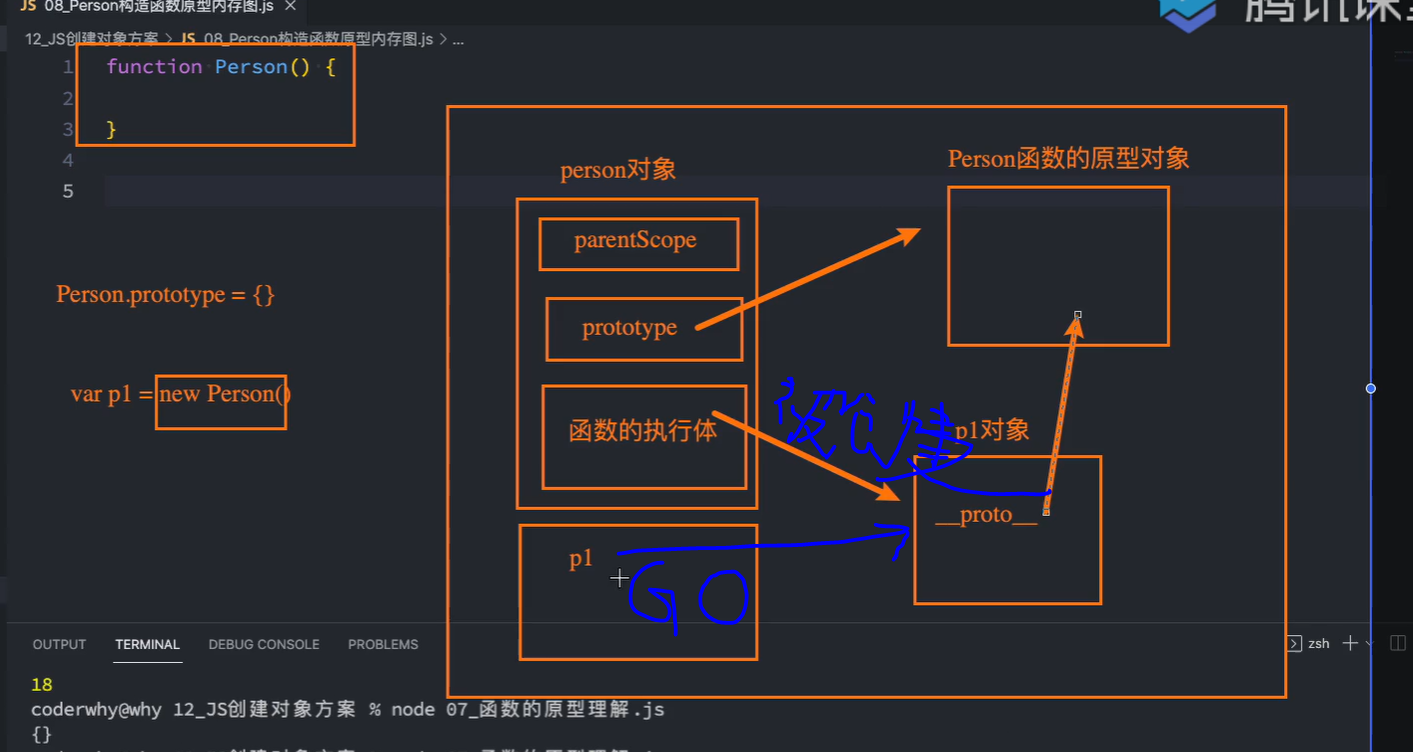 JS 08_Person构造函数原型内存图.js ×
腾讯课
12_JS创建对象方案 > JS 08_Person构造函数原型内存图.js > ...
1 function Person() {
2
3 }
4
5
person对象
Person函数的原型对象
parentScope
Person.prototype = {}
prototype
var p1 = new Person()
函数的执行体
被创建
p1对象
__proto__
p1
GO
OUTPUT TERMINAL DEBUG CONSOLE PROBLEMS
zsh
18
coderwhy@why 12_JS创建对象方案 % node 07_函数的原型理解.js
{}